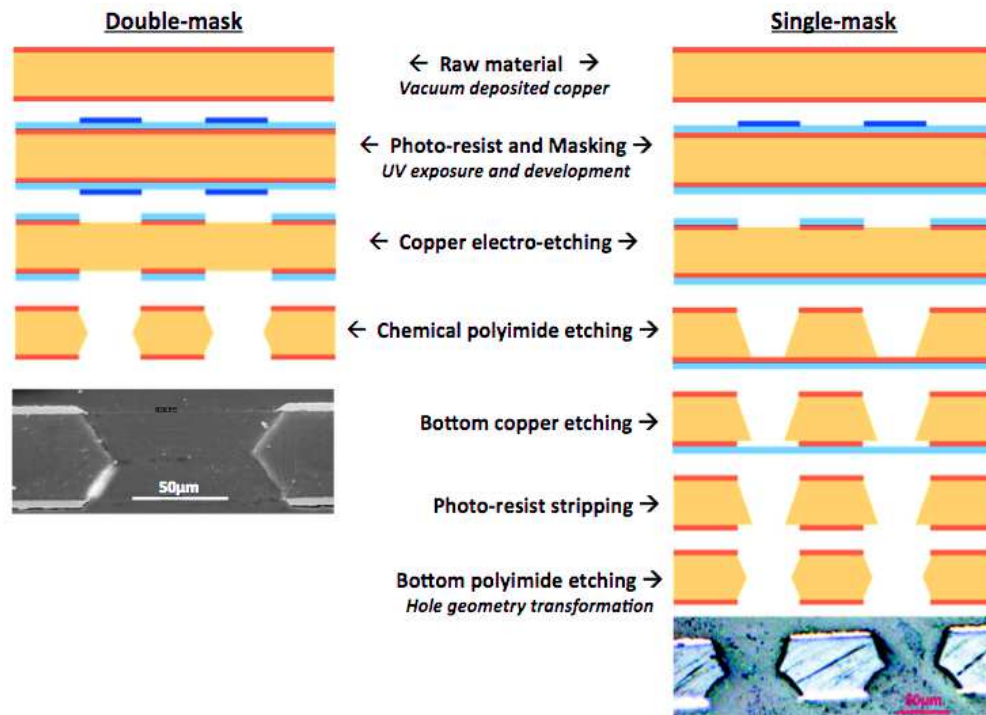 Double-mask
Single-mask
← Raw material →
Vacuum deposited copper
← Photo-resist and Masking →
UV exposure and development
← Copper electro-etching →
← Chemical polyimide etching →
Bottom copper etching →
50μm
Photo-resist stripping →
Bottom polyimide etching →
Hole geometry transformation